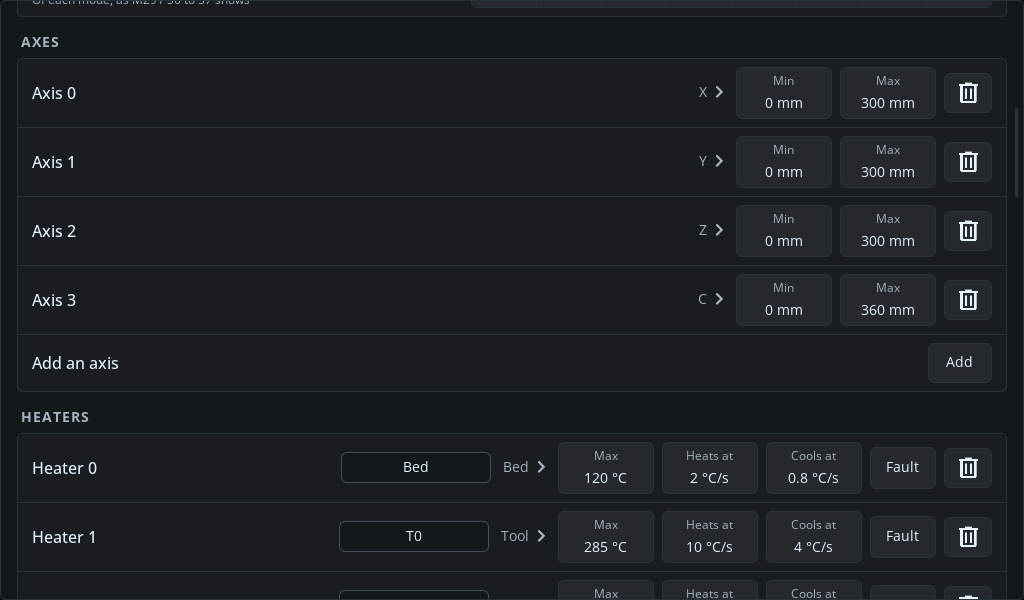 AXES
Axis 0
X
Min
0 mm
Max
300 mm
Axis 1
Y
Min
0 mm
Max
300 mm
Axis 2
Z
Min
0 mm
Max
300 mm
Axis 3
C
Min
0 mm
Max
360 mm
Add an axis
Add
HEATERS
Heater 0
Bed
Bed
Max
120 °C
Heats at
2 °C/s
Cools at
0.8 °C/s
Fault
Heater 1
T0
Tool
Max
285 °C
Heats at
10 °C/s
Cools at
4 °C/s
Fault
Max
Heats at
Cools at